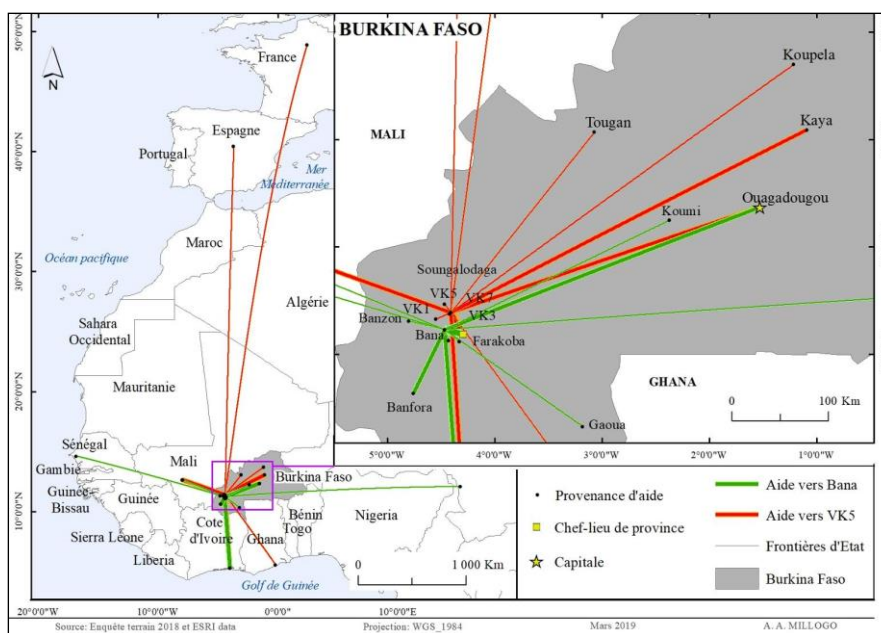 BURKINA FASO
50°0'0"N
40°0'0"N
30°0'0"N
20°0'0"N
10°0'0"N
N
France
Espagne
Portugal
Mer
Mediterranée
Maroc
Océan pacifique
Algérie
Sahara
Occidental
Mauritanie
Sénégal
Gambie
Mali
Guinée-
Bissau
Guinée
Burkina Faso
Sierra Léone
Cote
d'Ivoire
Ghana
Bénin
Togo
Nigeria
Liberia
Golf de Guinée
0
1 000 Km
20°0'0"W
10°0'0"W
0°0'0"
10°0'0"E
MALI
Koupela
Tougan
Kaya
Ouagadougou
Koumi
Soungalodaga
VK5
VK7
VK1
VK3
Banzon
Bana
Farakoba
Banfora
Gaoua
GHANA
0
100 Km
5°0'0"W
4°0'0"W
3°0'0"W
2°0'0"W
1°0'0"W
Provenance d'aide
Chef-lieu de province
Capitale
Aide vers Bana
Aide vers VK5
Frontières d'Etat
Burkina Faso
Source: Enquête terrain 2018 et ESRI data
Projection: WGS_1984
Mars 2019
A. A. MILLOGO